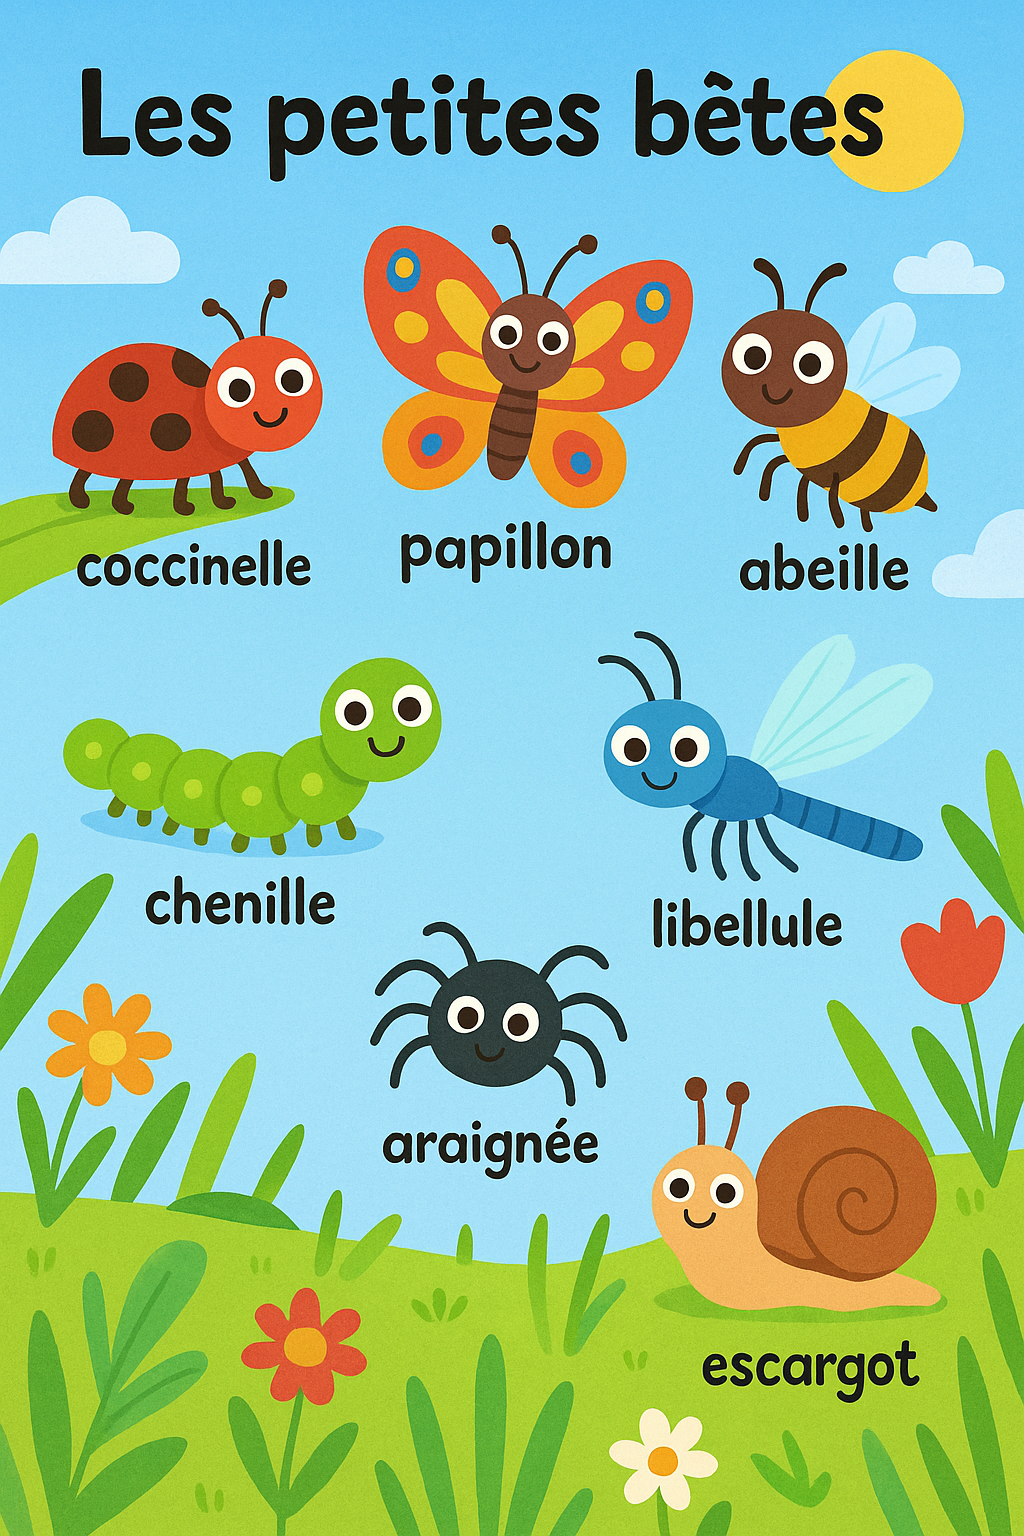 Les petites bêtes
coccinelle
papillon
abeille
chenille
libellule
araignée
escargot